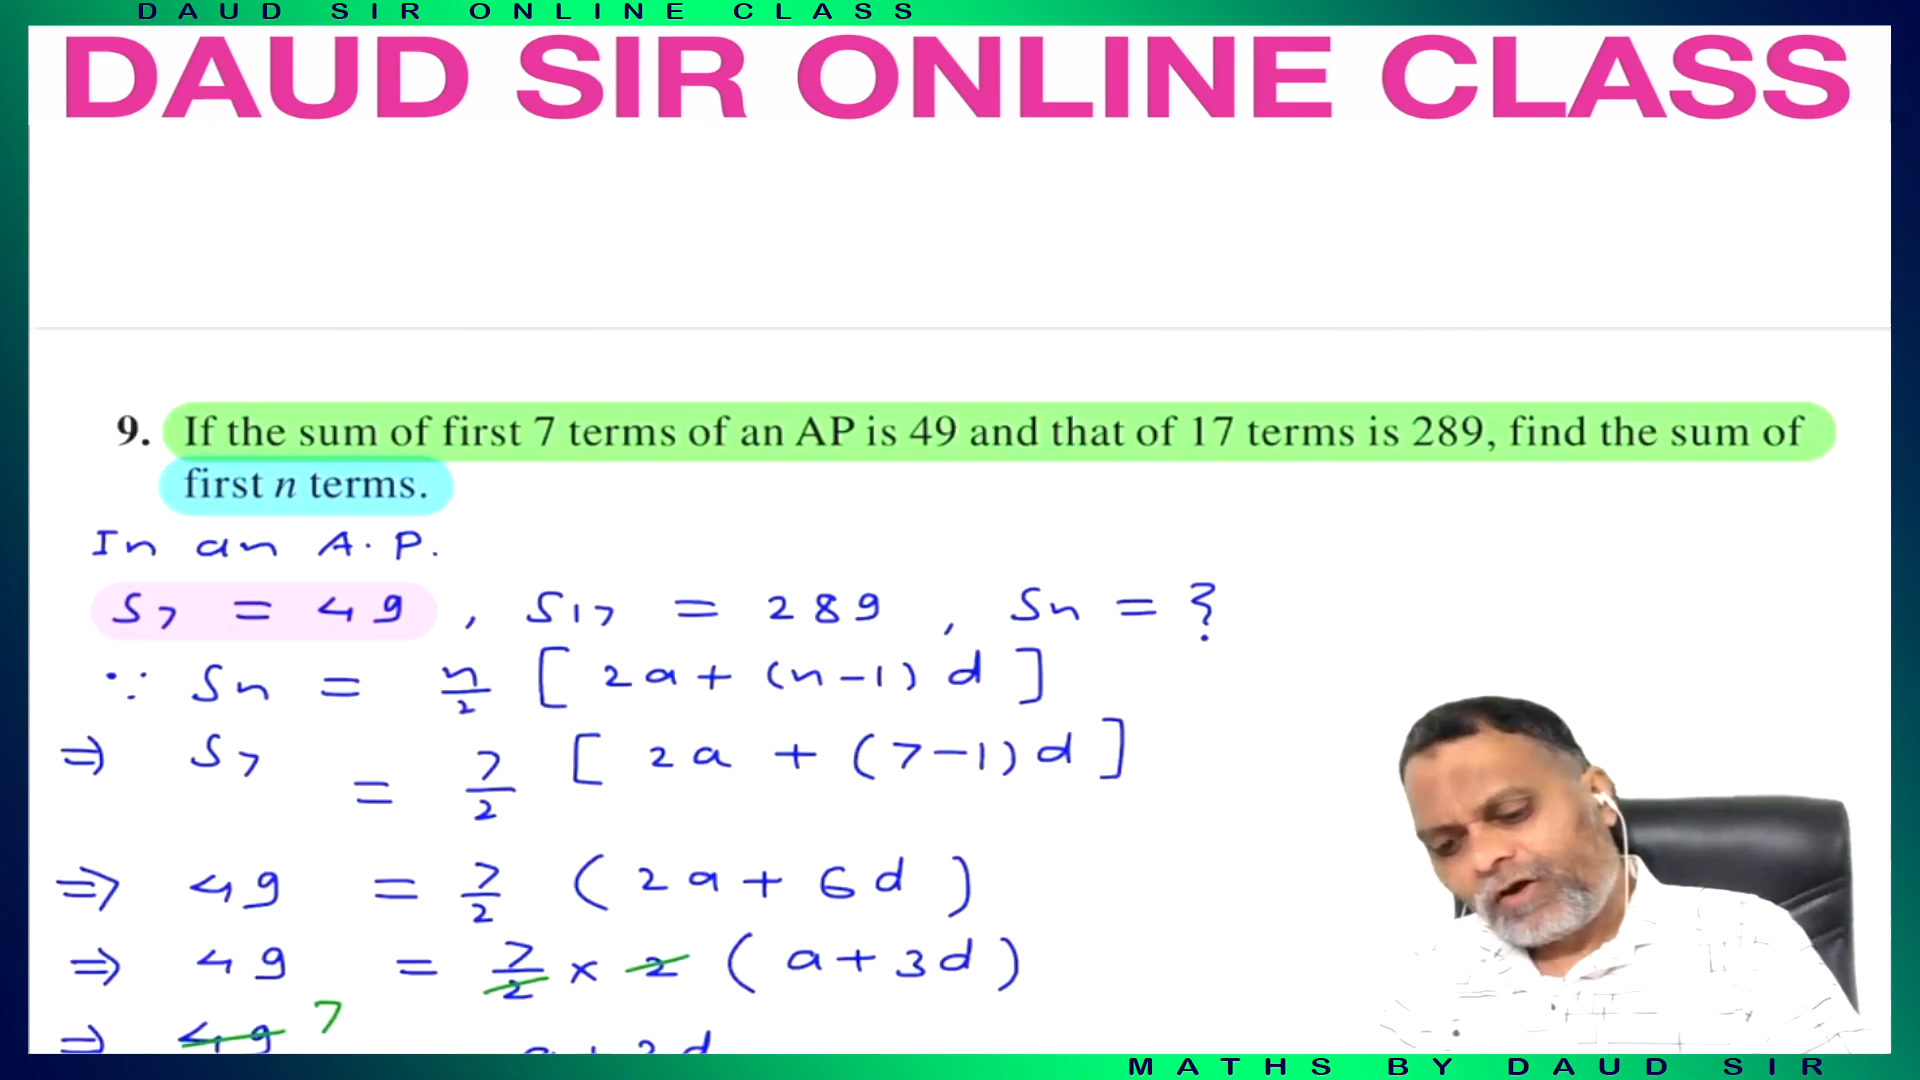 DAUD SIR ONLINE CLASS
DAUD SIR ONLINE CLASS
9. If the sum of first 7 terms of an AP is 49 and that of 17 terms is 289, find the sum of
first n terms.
In an A.P.
S7 = 49 , S17 = 289 , Sn = ?
∵ Sn = n/2 [ 2a + (n-1) d ]
⇒ S7 = 7/2 [ 2a + (7-1) d ]
⇒ 49 = 7/2 ( 2a + 6d )
⇒ 49 = 7/2 × 2 ( a + 3d )
⇒ 49 7 a + 3d
MATHS BY DAUD SIR